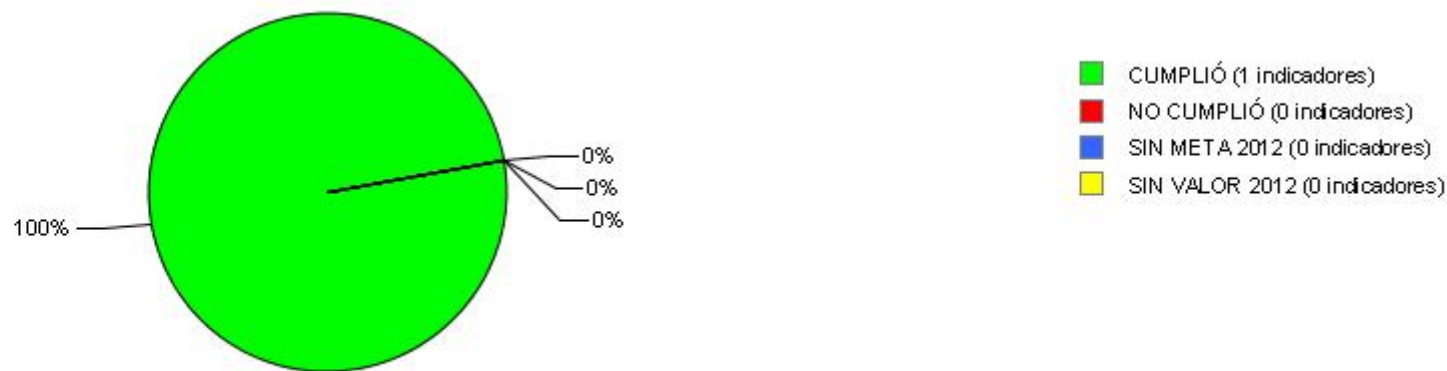 100%
0%
0%
0%
CUMPLIÓ (1 indicadores)
NO CUMPLIÓ (0 indicadores)
SIN META 2012 (0 indicadores)
SIN VALOR 2012 (0 indicadores)